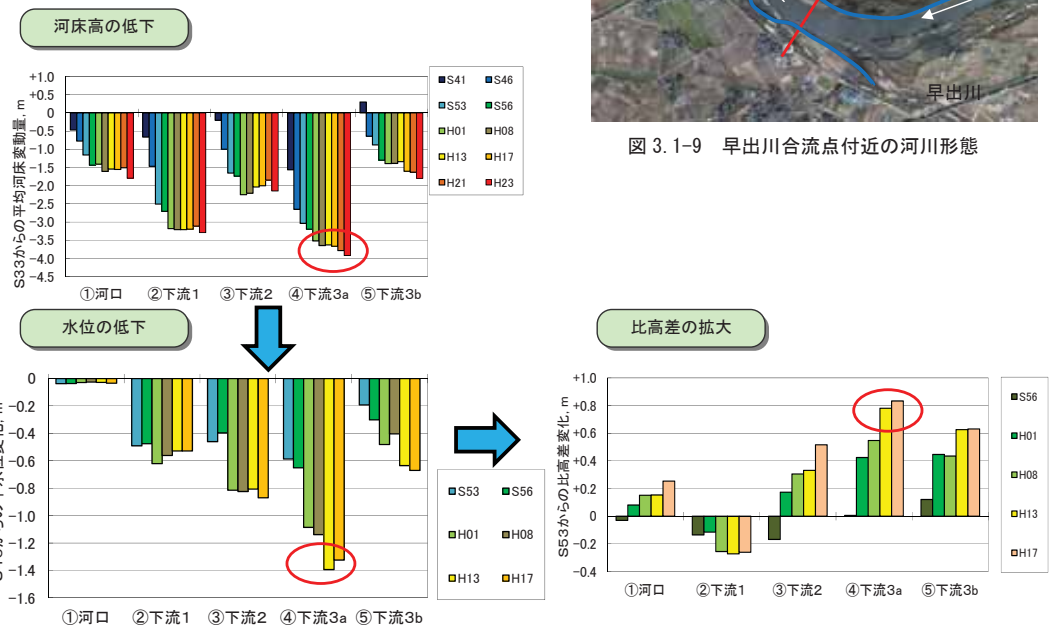 河床高の低下
S33からの平均河床変動量, m
+1.0
+0.5
0
−0.5
−1.0
−1.5
−2.0
−2.5
−3.0
−3.5
−4.0
−4.5
①河口 ②下流1 ③下流2 ④下流3a ⑤下流3b
S41 S46
S53 S56
H01 H08
H13 H17
H21 H23
早出川
図 3.1-9 早出川合流点付近の河川形態
水位の低下
0
−0.2
−0.4
−0.6
−0.8
−1.0
−1.2
−1.4
−1.6
①河口 ②下流1 ③下流2 ④下流3a ⑤下流3b
S53 S56
H01 H08
H13 H17
比高差の拡大
S53からの比高差変化, m
+1.0
+0.8
+0.6
+0.4
+0.2
0
−0.2
−0.4
①河口 ②下流1 ③下流2 ④下流3a ⑤下流3b
S56
H01
H08
H13
H17